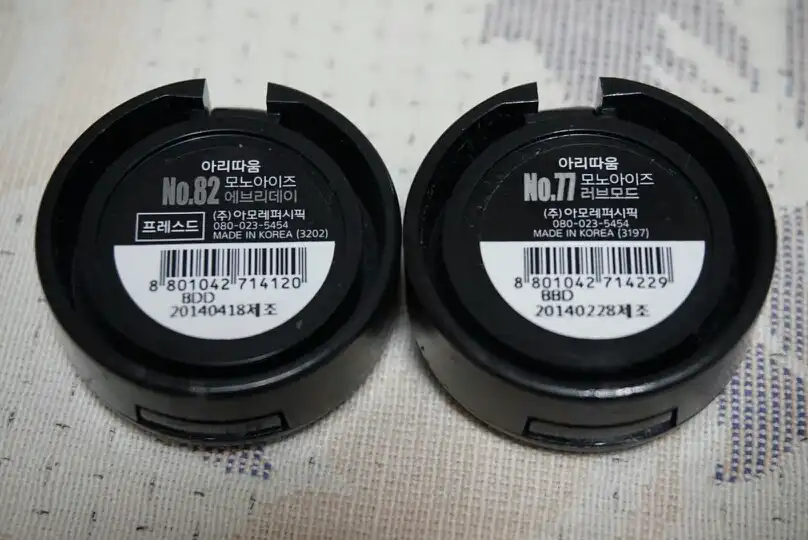 아리따움
No.82 모노아이즈
에브리데이
프레스드
(주)아모레퍼시픽
080-023-5454
MADE IN KOREA (3202)
8 801042 714120
BDD
20140418제조
아리따움
No.77 모노아이즈
러브모드
(주)아모레퍼시픽
080-023-5454
MADE IN KOREA (3197)
8 801042 714229
BBD
20140228제조